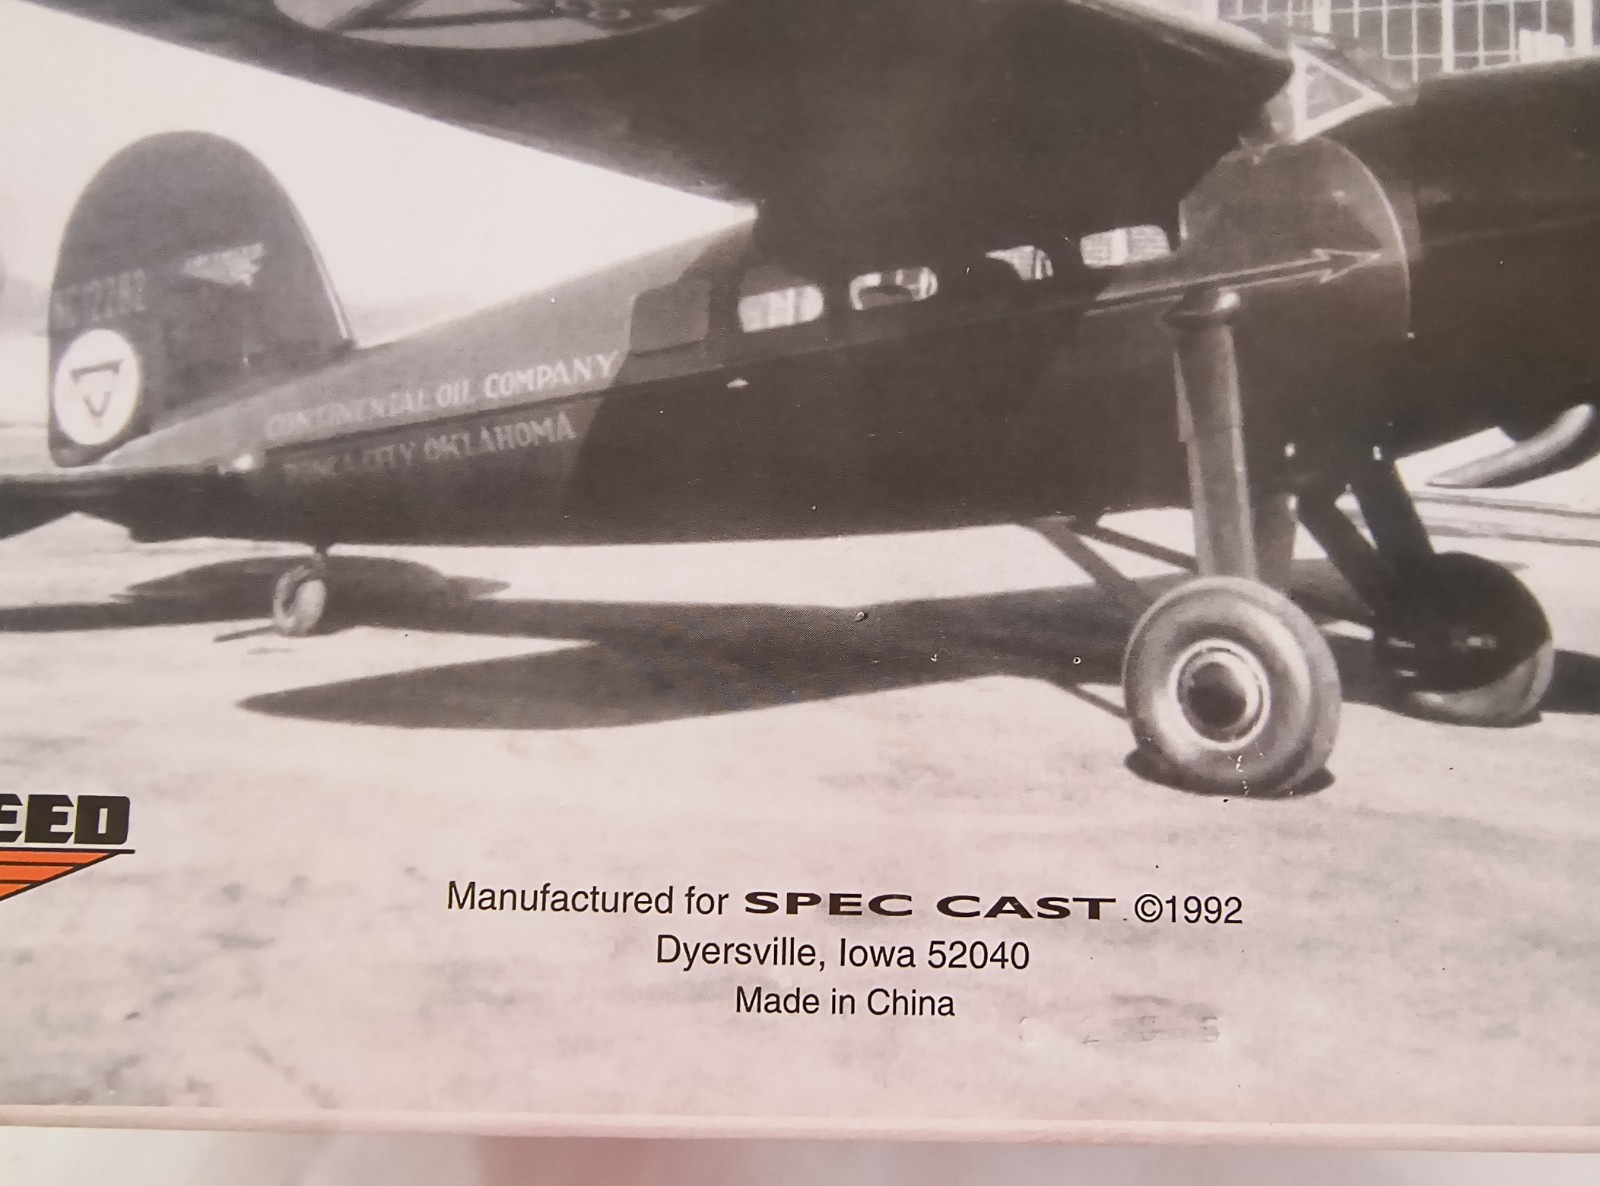 CONTINENTAL OIL COMPANY
PONCA CITY OKLAHOMA
EED
Manufactured for SPEC CAST ©1992
Dyersville, Iowa 52040
Made in China